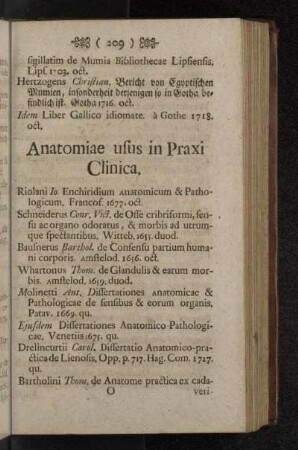 ( 209 )
sigillatim de Mumia Bibliothecae Lipsiensis,
Lips. 1703. oct.
Hertzogens Christian. Bericht von Egyptischen
Mumien, insonderheit derjenigen so in Gotha be-
findlich ist. Gotha 1716. oct.
Idem Liber Gallico idiomate. à Gothe 1718.
oct.
Anatomiae usus in Praxi
Clinica,
Riolani Io Enchiridium Anatomicum & Patho-
logicum, Francof. 1677. oct.
Schneiderus Conr. Vict. de Osse cribriformi, sen-
su ac organo odoratus, & morbis ad utrum-
que spectantibus, Witteb. 1655. duod.
Bausnerus Barthol. de Consensu partium huma-
ni corporis. Amstelod. 1656. oct.
Whartonus Thom. de Glandulis & earum mor-
bis. Amstelod, 1659. duod.
Molinetti Ant. Dissertationes anatomicae &
Pathologicae de sensibus & eorum organis,
Patav. 1669. qu.
Ejusdem Dissertationes Anatomico-Pathologi-
cae, Venetiis 1675. qu.
Drelincurtii Carol. Dissertatio Anatomico-pra-
ctica de Lienosis, Opp. p. 717. Hag. Com. 1727.
qu.
Bartholini Thom. de Anatome practica ex cada-
O veri-